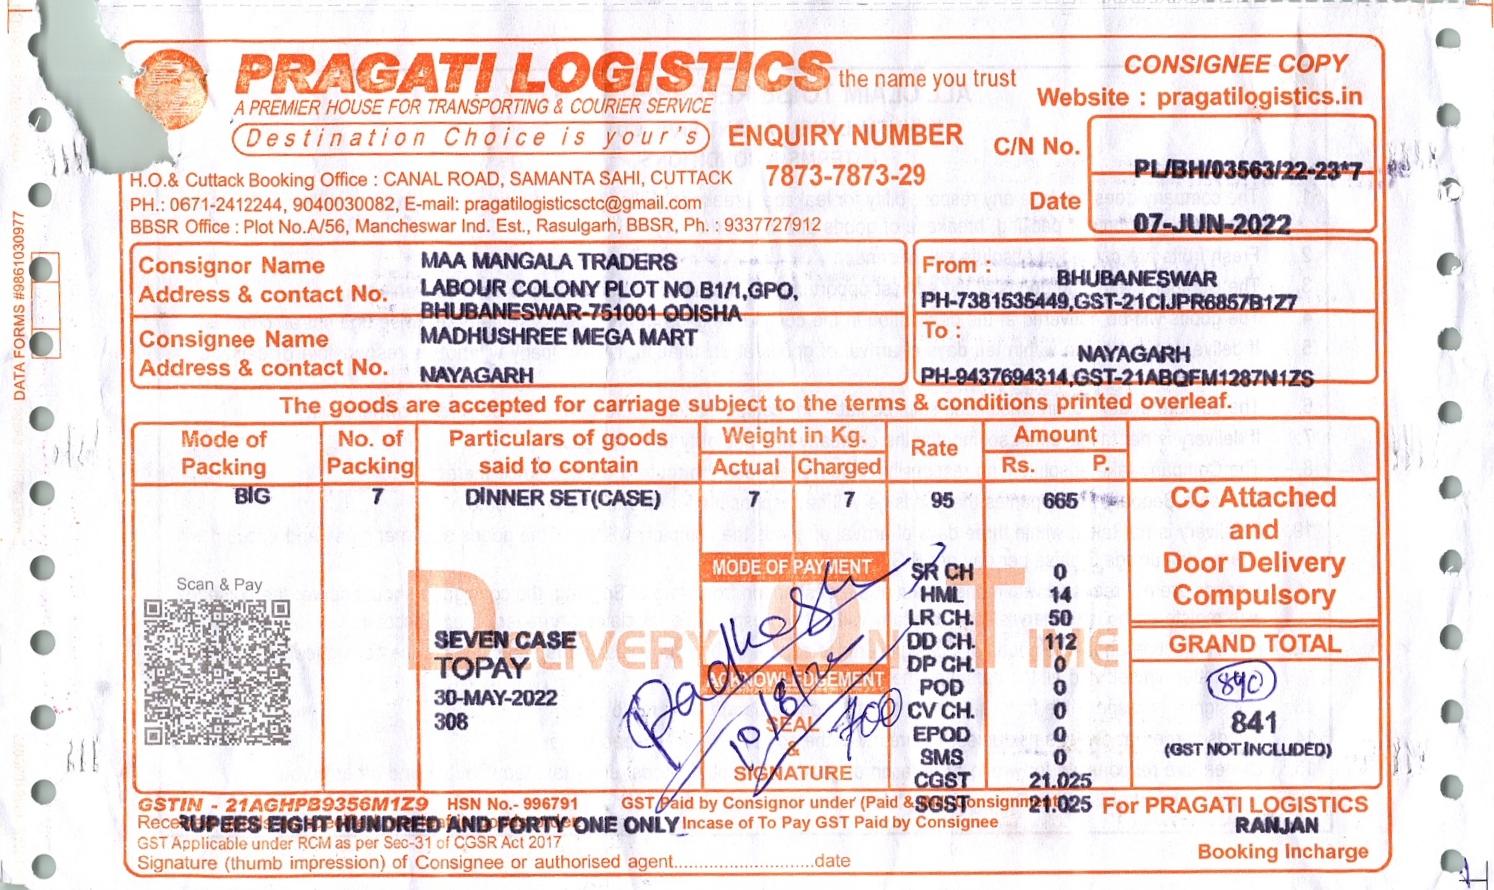 PRAGATI LOGISTICS the name you trust
CONSIGNEE COPY
A PREMIER HOUSE FOR TRANSPORTING & COURIER SERVICE
Website : pragatilogistics.in
Destination Choice is your's
ENQUIRY NUMBER
7873-7873-29
C/N No. PL/BH/03563/22-23*7
Date 07-JUN-2022
H.O.& Cuttack Booking Office : CANAL ROAD, SAMANTA SAHI, CUTTACK
PH.: 0671-2412244, 9040030082, E-mail: pragatilogisticsctc@gmail.com
BBSR Office : Plot No.A/56, Mancheswar Ind. Est., Rasulgarh, BBSR, Ph. : 9337727912
DATA FORMS #9861030977
Consignor Name MAA MANGALA TRADERS
Address & contact No. LABOUR COLONY PLOT NO B1/1,GPO,
BHUBANESWAR-751001 ODISHA
Consignee Name MADHUSHREE MEGA MART
Address & contact No. NAYAGARH
From : BHUBANESWAR
PH-7381535449,GST-21CIJPR6857B1Z7
To :
NAYAGARH
PH-9437694314,GST-21ABQFM1287N1ZS
The goods are accepted for carriage subject to the terms & conditions printed overleaf.
Mode of Packing No. of Packing Particulars of goods said to contain Weight in Kg. Actual Charged Rate Amount Rs. P.
BIG 7 DINNER SET(CASE) 7 7 95 665
CC Attached
and
Door Delivery
Compulsory
Scan & Pay
DELIVERY ON TIME
SEVEN CASE
TOPAY
30-MAY-2022
308
MODE OF PAYMENT
ACKNOWLEDGEMENT
SEAL
&
SIGNATURE
700
SR CH 0
HML 14
LR CH. 50
DD CH. 112
DP CH. 0
POD 0
CV CH. 0
EPOD 0
SMS 0
CGST 21.025
SGST 21.025
GRAND TOTAL
890
841
(GST NOT INCLUDED)
GSTIN - 21AGHPB9356M1Z9 HSN No.- 996791
GST Paid by Consignor under (Paid &
RUPEES EIGHT HUNDRED AND FORTY ONE ONLY Incase of To Pay GST Paid by Consignee
GST Applicable under RCM as per Sec-31 of CGSR Act 2017
Signature (thumb impression) of Consignee or authorised agent..............................date
For PRAGATI LOGISTICS
RANJAN
Booking Incharge